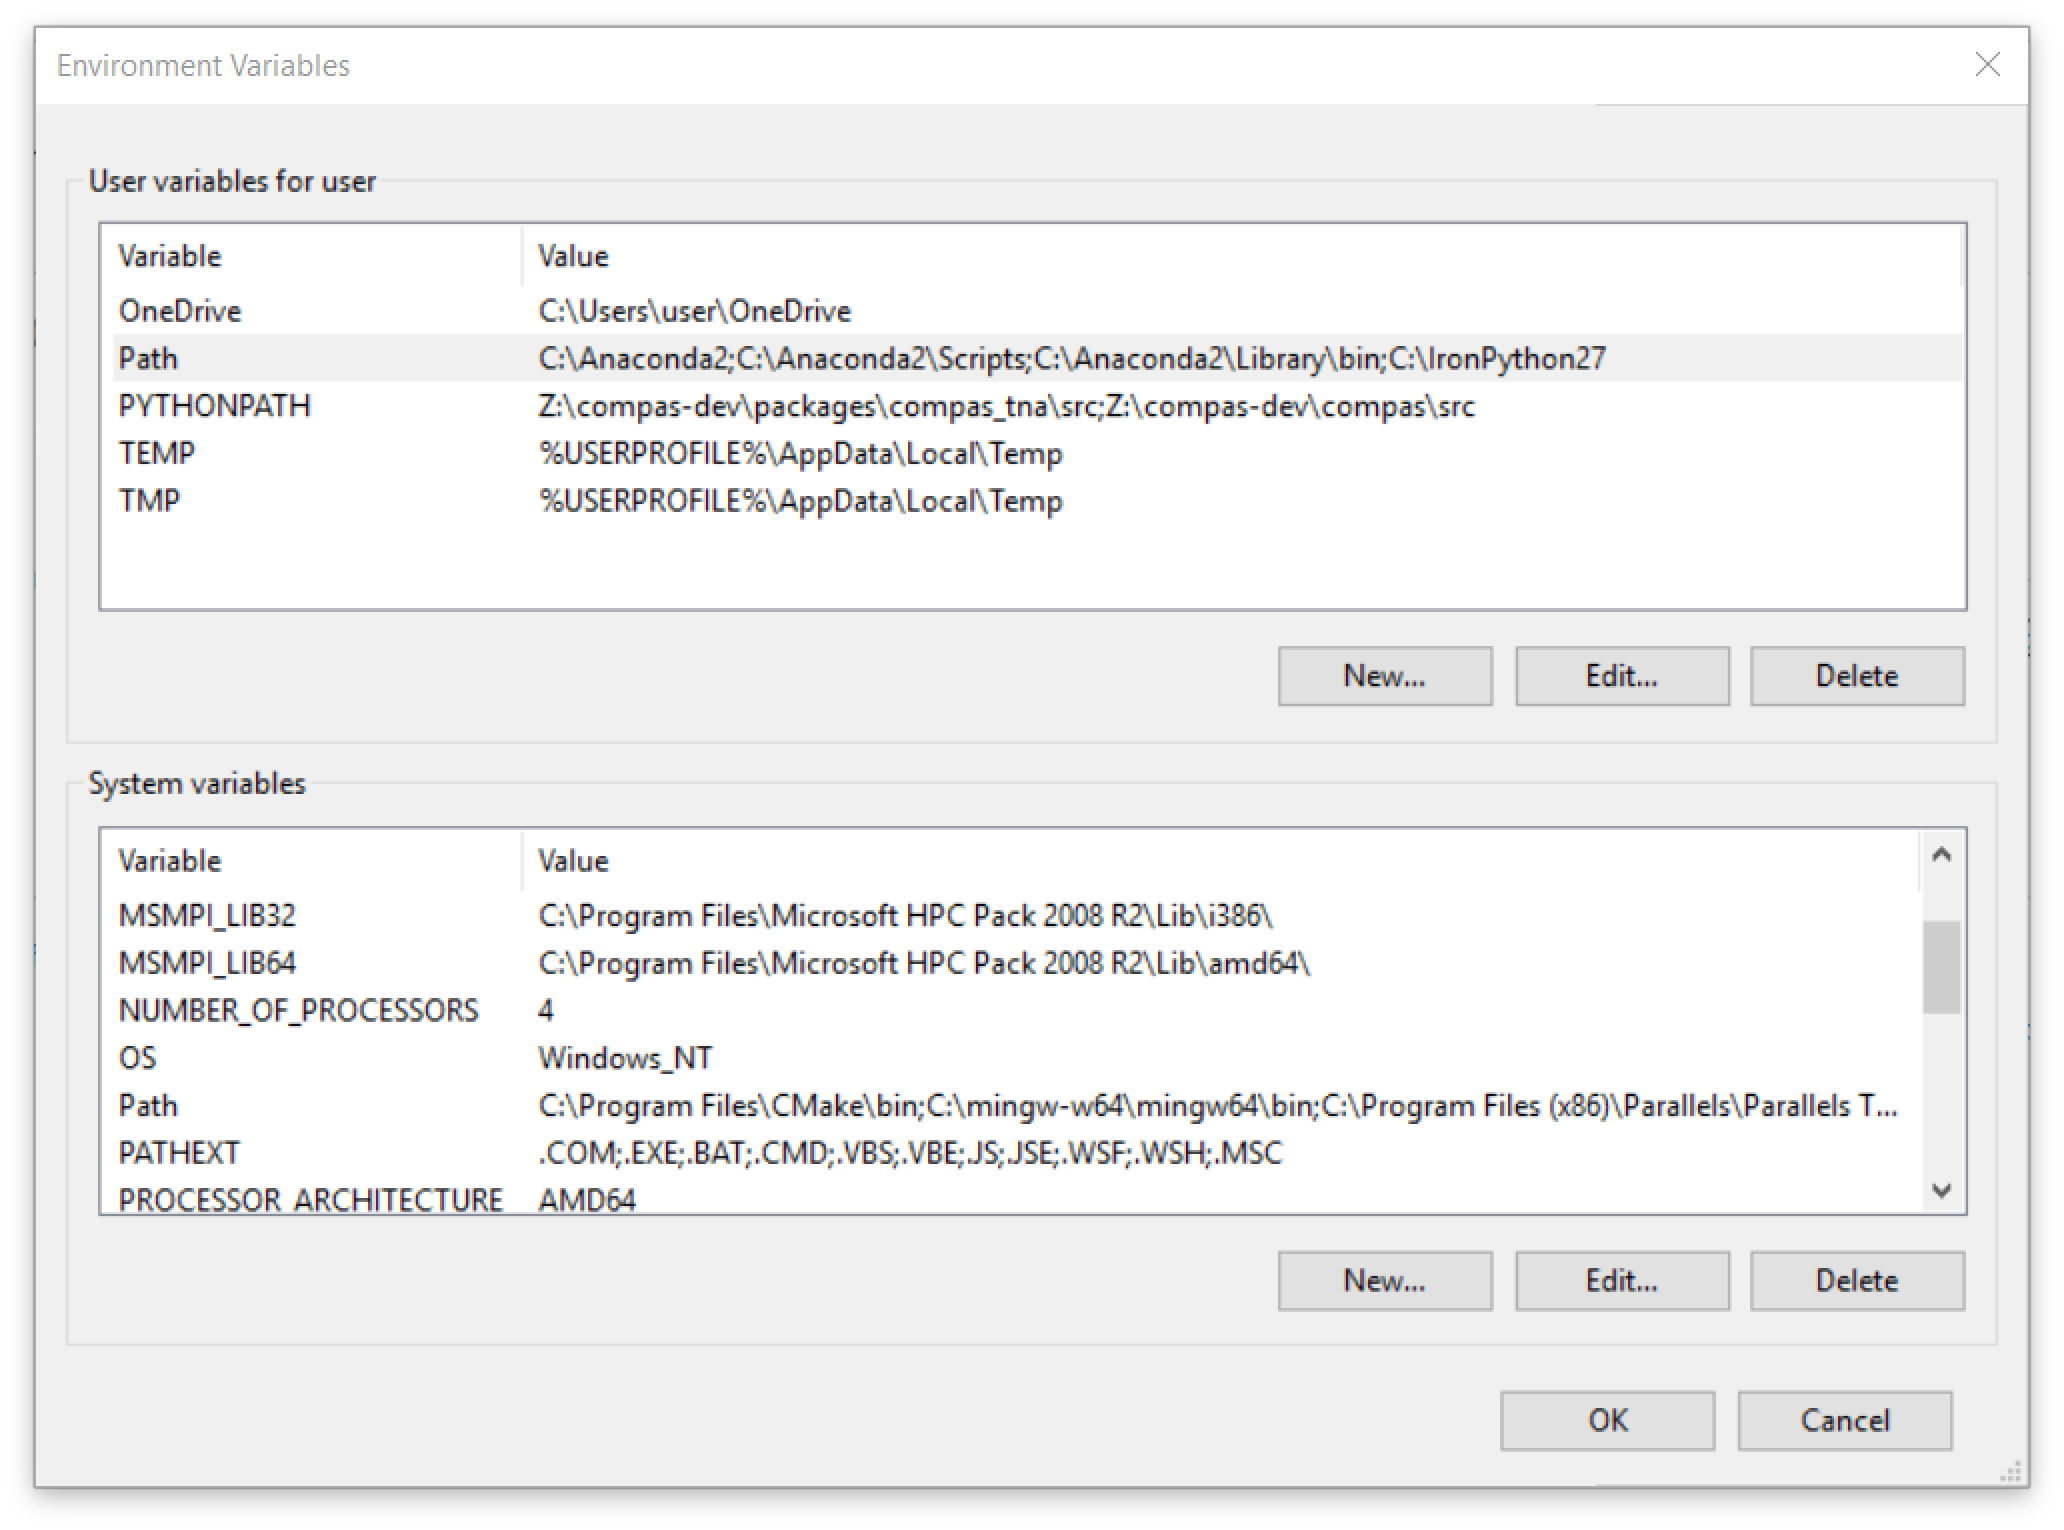 Environment Variables
User variables for user
Variable Value
OneDrive C:\Users\user\OneDrive
Path C:\Anaconda2;C:\Anaconda2\Scripts;C:\Anaconda2\Library\bin;C:\IronPython27
PYTHONPATH Z:\compas-dev\packages\compas_tna\src;Z:\compas-dev\compas\src
TEMP %USERPROFILE%\AppData\Local\Temp
TMP %USERPROFILE%\AppData\Local\Temp
New... Edit... Delete
System variables
Variable Value
MSMPI_LIB32 C:\Program Files\Microsoft HPC Pack 2008 R2\Lib\i386\
MSMPI_LIB64 C:\Program Files\Microsoft HPC Pack 2008 R2\Lib\amd64\
NUMBER_OF_PROCESSORS 4
OS Windows_NT
Path C:\Program Files\CMake\bin;C:\mingw-w64\mingw64\bin;C:\Program Files (x86)\Parallels\Parallels T...
PATHEXT .COM;.EXE;.BAT;.CMD;.VBS;.VBE;.JS;.JSE;.WSF;.WSH;.MSC
PROCESSOR_ARCHITECTURE AMD64
New... Edit... Delete
OK Cancel